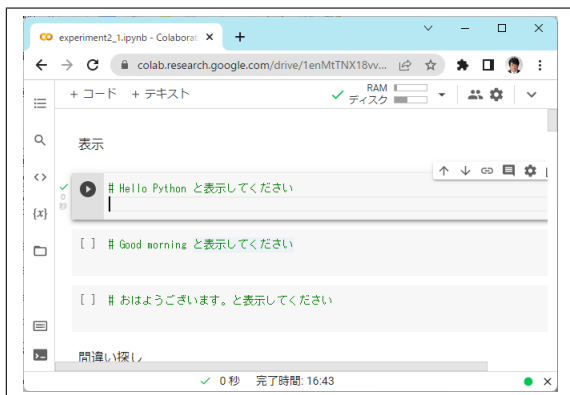 experiment2_1.ipynb - Colaborat
colab.research.google.com/drive/1enMtTNX18vv...
+ コード + テキスト
RAM
ディスク
表示
# Hello Python と表示してください
0
秒
{x}
[ ] # Good morning と表示してください
[ ] # おはようございます。と表示してください
間違い探し
✓ 0 秒 完了時間: 16:43